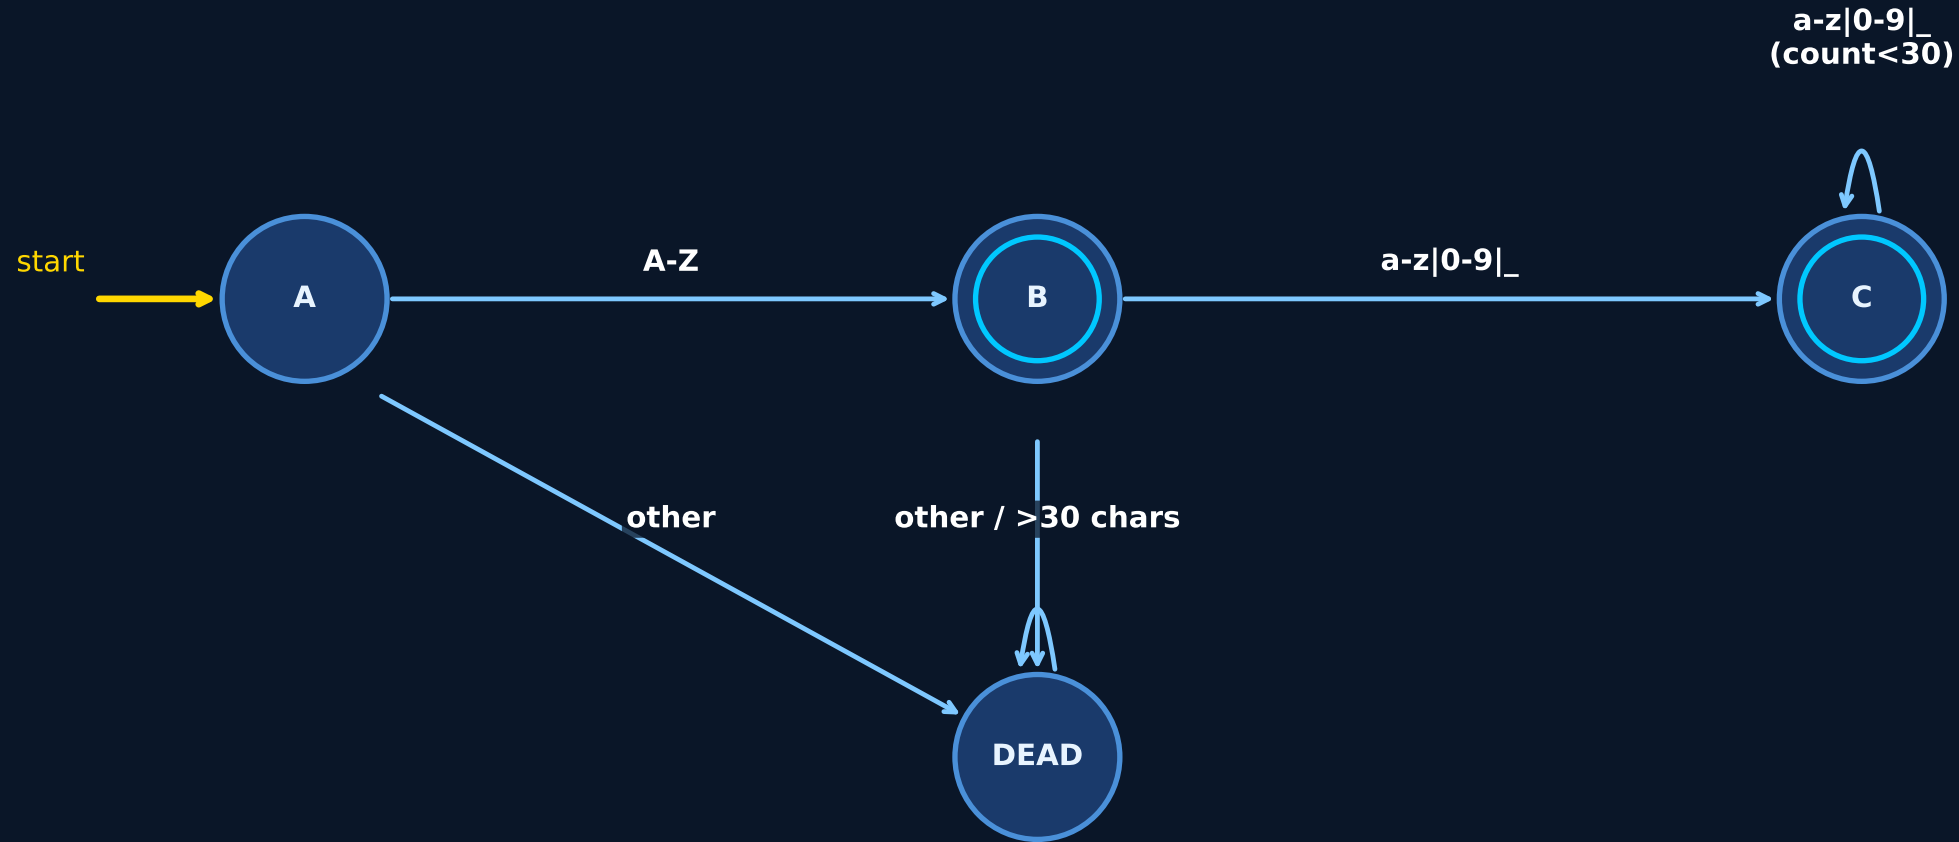 a-z|0-9|_
(count<30)
start
A-Z
a-z|0-9|_
A
B
C
other
other / >30 chars
DEAD